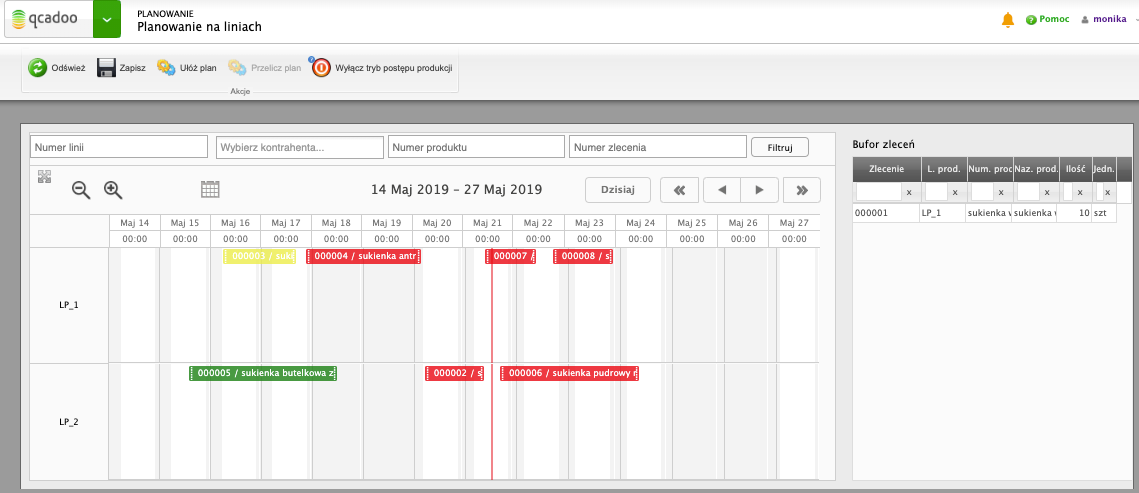 qcadoo
PLANOWANIE
Planowanie na liniach
Pomoc
monika
Odśwież
Zapisz
Ułóż plan
Przelicz plan
Wyłącz tryb postępu produkcji
Akcje
Numer linii
Wybierz kontrahenta...
Numer produktu
Numer zlecenia
Filtruj
14 Maj 2019 - 27 Maj 2019
Dzisiaj
Maj 14 Maj 15 Maj 16 Maj 17 Maj 18 Maj 19 Maj 20 Maj 21 Maj 22 Maj 23 Maj 24 Maj 25 Maj 26 Maj 27
00:00 00:00 00:00 00:00 00:00 00:00 00:00 00:00 00:00 00:00 00:00 00:00 00:00 00:00
LP_1
000003 / suki
000004 / sukienka antr
000007 /
000008 / s
LP_2
000005 / sukienka butelkowa z
000002 / s
000006 / sukienka pudrowy r
Bufor zleceń
Zlecenie L. prod. Num. proc Naz. prod. Ilość Jedn.
x x x x x x
000001 LP_1 sukienka w sukienka w 10 szt